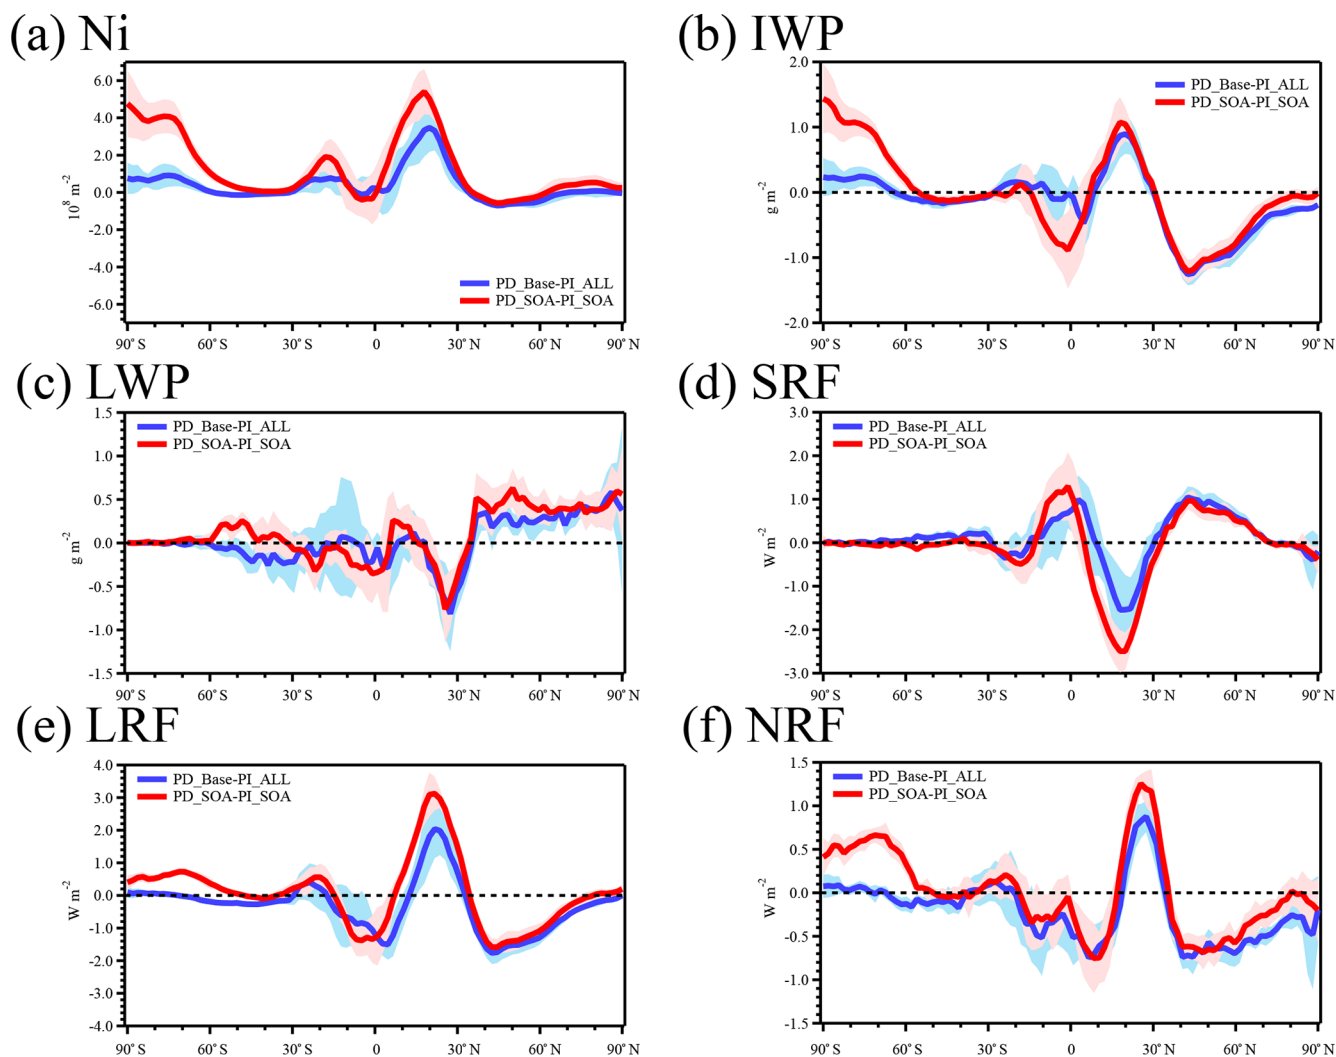 (a) Ni
6.0
4.0
2.0
0.0
-2.0
-4.0
-6.0
10⁸ m⁻²
PD_Base-PI_ALL
PD_SOA-PI_SOA
90° S 60° S 30° S 0 30° N 60° N 90° N
(b) IWP
2.0
1.0
0.0
-1.0
-2.0
g m⁻²
PD_Base-PI_ALL
PD_SOA-PI_SOA
90° S 60° S 30° S 0 30° N 60° N 90° N
(c) LWP
1.5
1.0
0.5
0.0
-0.5
-1.0
-1.5
g m⁻²
PD_Base-PI_ALL
PD_SOA-PI_SOA
90° S 60° S 30° S 0 30° N 60° N 90° N
(d) SRF
3.0
2.0
1.0
0.0
-1.0
-2.0
-3.0
W m⁻²
PD_Base-PI_ALL
PD_SOA-PI_SOA
90° S 60° S 30° S 0 30° N 60° N 90° N
(e) LRF
4.0
3.0
2.0
1.0
0.0
-1.0
-2.0
-3.0
-4.0
W m⁻²
PD_Base-PI_ALL
PD_SOA-PI_SOA
90° S 60° S 30° S 0 30° N 60° N 90° N
(f) NRF
1.5
1.0
0.5
0.0
-0.5
-1.0
-1.5
W m⁻²
PD_Base-PI_ALL
PD_SOA-PI_SOA
90° S 60° S 30° S 0 30° N 60° N 90° N